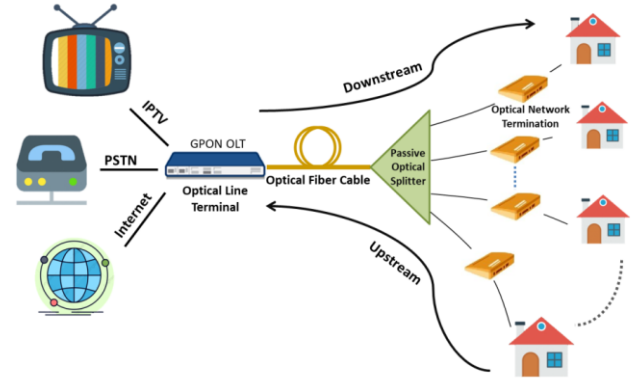 IPTV
PSTN
Internet
GPON OLT
Optical Line
Terminal
Optical Fiber Cable
Passive
Optical
Splitter
Downstream
Upstream
Optical Network
Termination